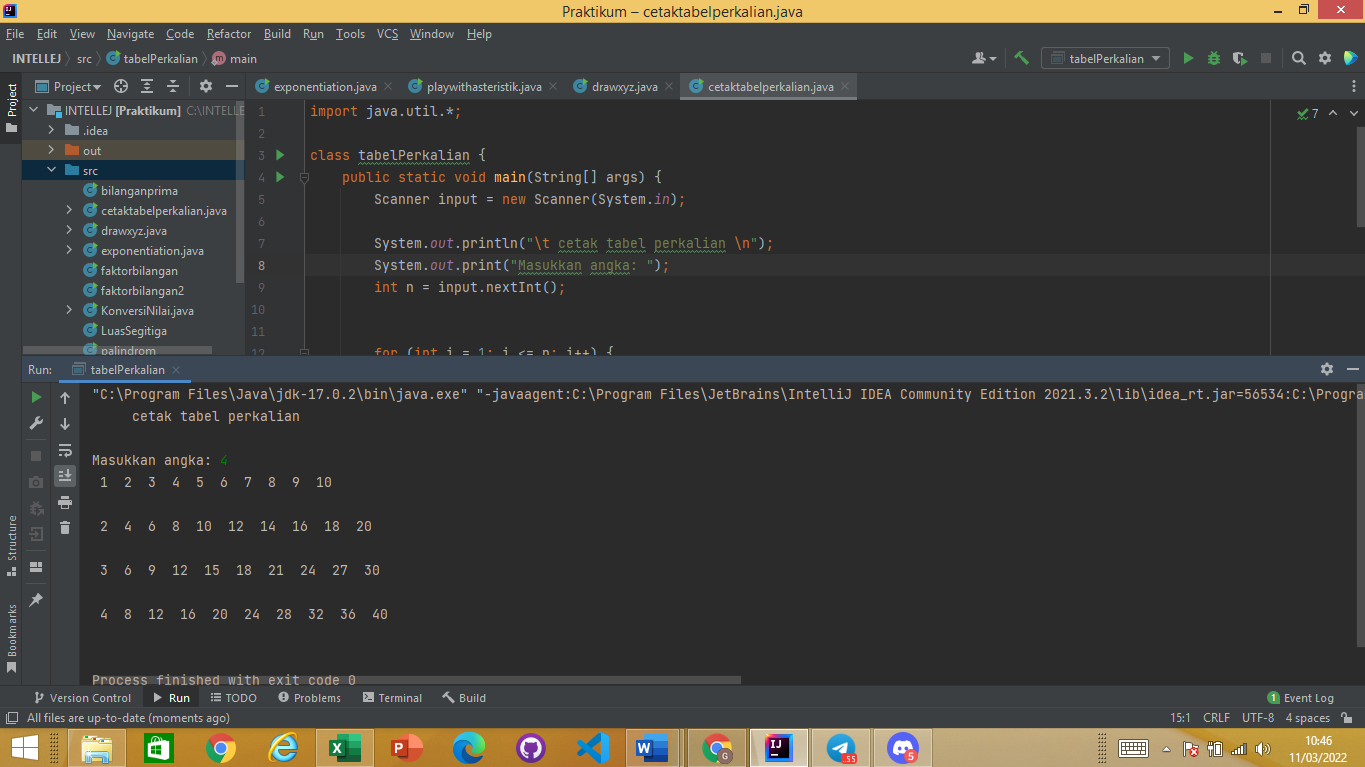 Praktikum – cetaktabelperkalian.java
File Edit View Navigate Code Refactor Build Run Tools VCS Window Help
INTELLEJ src tabelPerkalian main
tabelPerkalian
Project
Project
exponentiation.java
playwithasteristik.java
drawxyz.java
cetaktabelperkalian.java
INTELLEJ [Praktikum] C:\INTELLE
.idea
out
src
bilanganprima
cetaktabelperkalian.java
drawxyz.java
exponentiation.java
faktorbilangan
faktorbilangan2
KonversiNilai.java
LuasSegitiga
palindrom
7
1 import java.util.*;
2
3 class tabelPerkalian {
4 public static void main(String[] args) {
5 Scanner input = new Scanner(System.in);
6
7 System.out.println("\t cetak tabel perkalian \n");
8 System.out.print("Masukkan angka: ");
9 int n = input.nextInt();
10
11
12 for (int i = 1; i <= n; i++) {
Run: tabelPerkalian
"C:\Program Files\Java\jdk-17.0.2\bin\java.exe" "-javaagent:C:\Program Files\JetBrains\IntelliJ IDEA Community Edition 2021.3.2\lib\idea_rt.jar=56534:C:\Progra
cetak tabel perkalian
Masukkan angka: 4
1 2 3 4 5 6 7 8 9 10
2 4 6 8 10 12 14 16 18 20
3 6 9 12 15 18 21 24 27 30
4 8 12 16 20 24 28 32 36 40
Process finished with exit code 0
Structure
Bookmarks
Version Control Run TODO Problems Terminal Build
1 Event Log
All files are up-to-date (moments ago)
15:1 CRLF UTF-8 4 spaces
10:46
11/03/2022